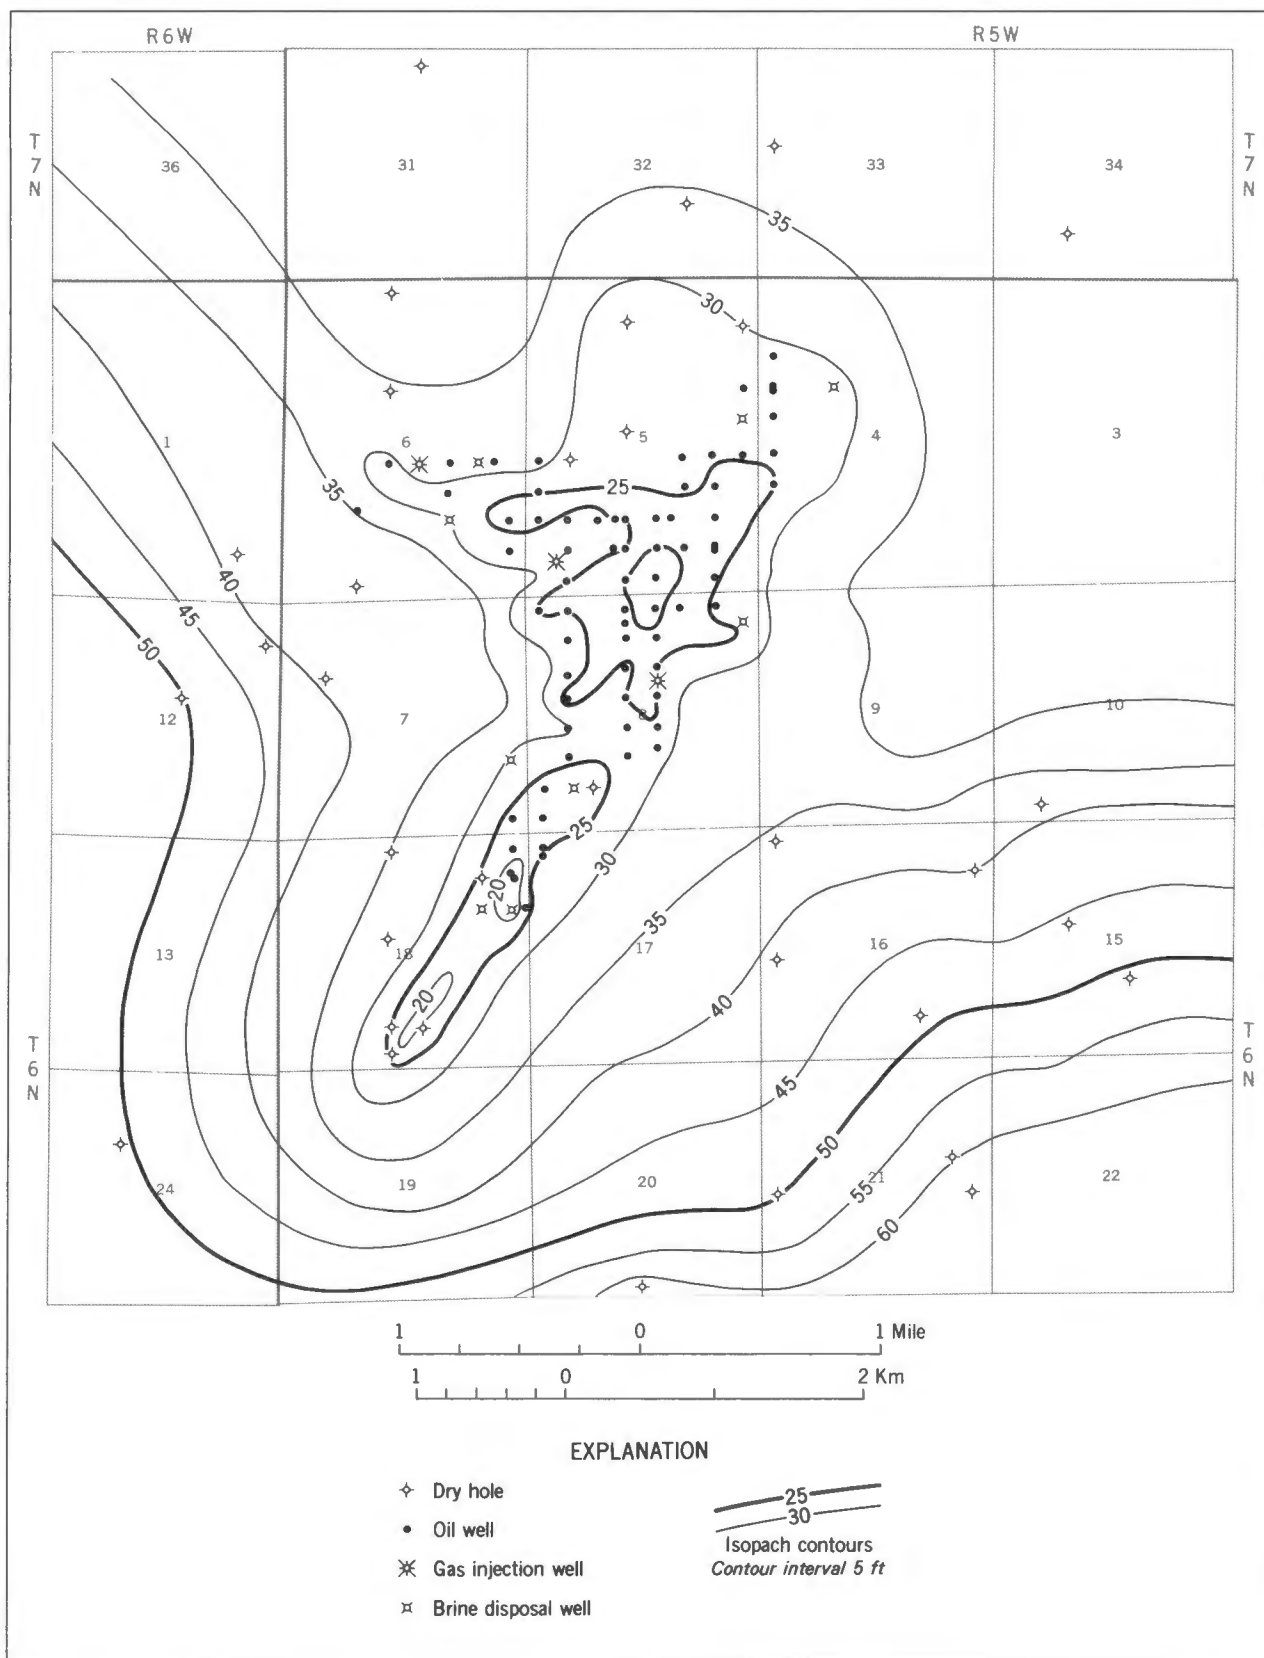 R6W R5W
T
7
N
T
7
N
36 31 32 33 34
35
30
1 6 5 4 3
35
25
40
45
50
12 7 8 9 10
25
30
20
35
13 18 17 16 15
20
40
T
6
N
T
6
N
45
50
24 19 20 21 22
55
60
1 0 1 Mile
1 0 2 Km
EXPLANATION
Dry hole
Oil well
Gas injection well
Brine disposal well
25
30
Isopach contours
Contour interval 5 ft